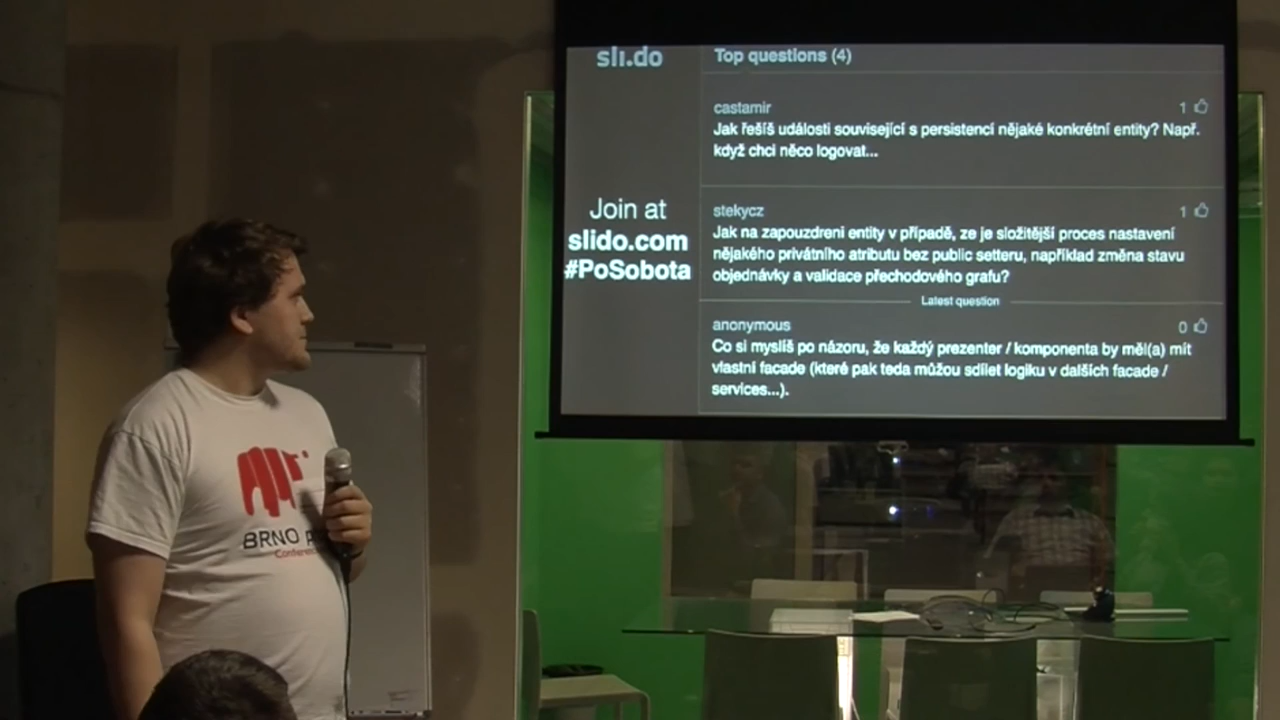 sli.do
Top questions (4)
castamir
1
Jak řešíš události související s persistencí nějaké konkrétní entity? Např.
když chci něco logovat...
Join at
slido.com
#PoSobota
stekycz
1
Jak na zapouzdreni entity v případě, ze je složitější proces nastavení
nějakého privátního atributu bez public setteru, například změna stavu
objednávky a validace přechodového grafu?
Latest question
anonymous
0
Co si myslíš po názoru, že každý prezenter / komponenta by měl(a) mít
vlastní facade (které pak teda můžou sdílet logiku v dalších facade /
services...).
BRNO